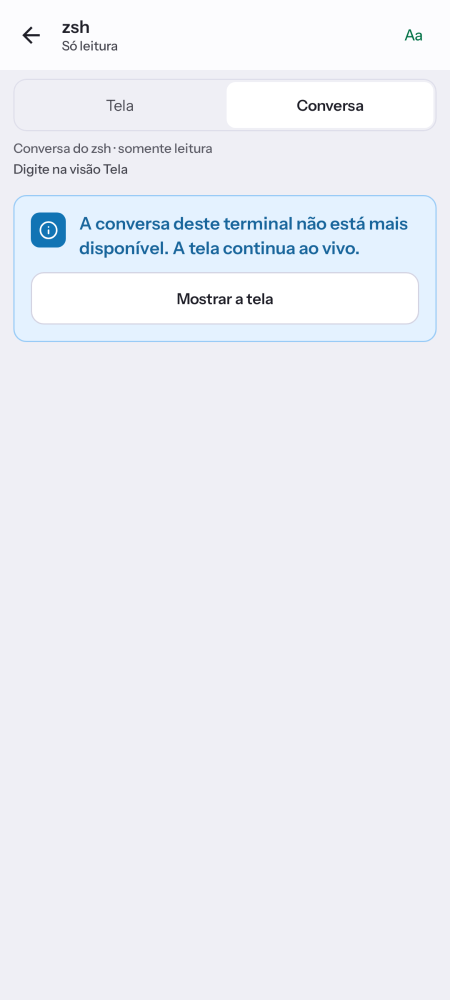 zsh
Só leitura
Aa
Tela
Conversa
Conversa do zsh · somente leitura
Digite na visão Tela
A conversa deste terminal não está mais
disponível. A tela continua ao vivo.
Mostrar a tela